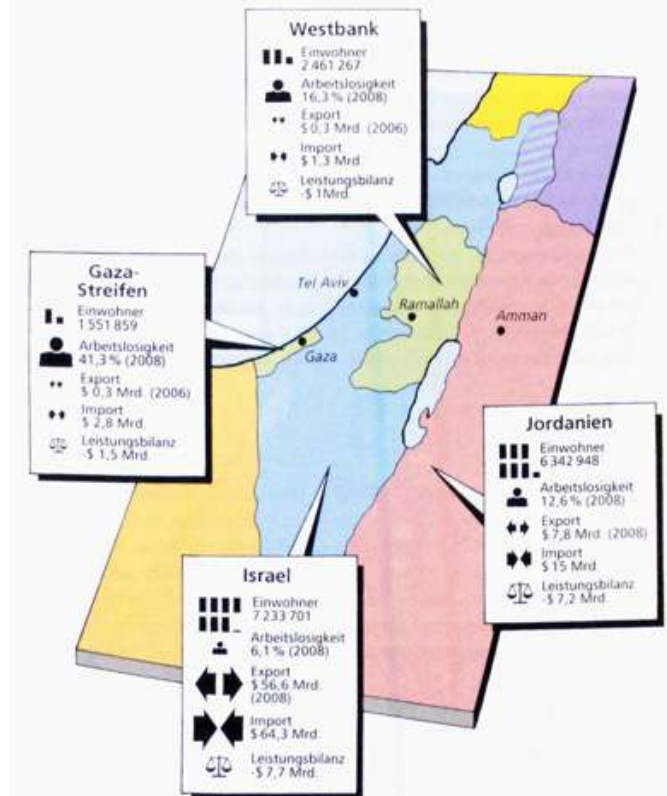 Westbank
Einwohner
2 461 267
Arbeitslosigkeit
16,3 % (2008)
Export
$ 0,3 Mrd. (2006)
Import
$ 1,3 Mrd
Leistungsbilanz
-$ 1Mrd.
Gaza-
Streifen
Einwohner
1 551 859
Arbeitslosigkeit
41,3 % (2008)
Export
$ 0,3 Mrd. (2006)
Import
$ 2,8 Mrd.
Leistungsbilanz
-$ 1,5 Mrd.
Tel Aviv
Ramallah
Amman
Gaza
Jordanien
Einwohner
6 342 948
Arbeitslosigkeit
12,6 % (2008)
Export
$ 7,8 Mrd. (2008)
Import
$ 15 Mrd
Leistungsbilanz
-$ 7,2 Mrd.
Israel
Einwohner
7 233 701
Arbeitslosigkeit
6,1 % (2008)
Export
$ 56,6 Mrd.
(2008)
Import
$ 64,3 Mrd.
Leistungsbilanz
-$ 7,7 Mrd.